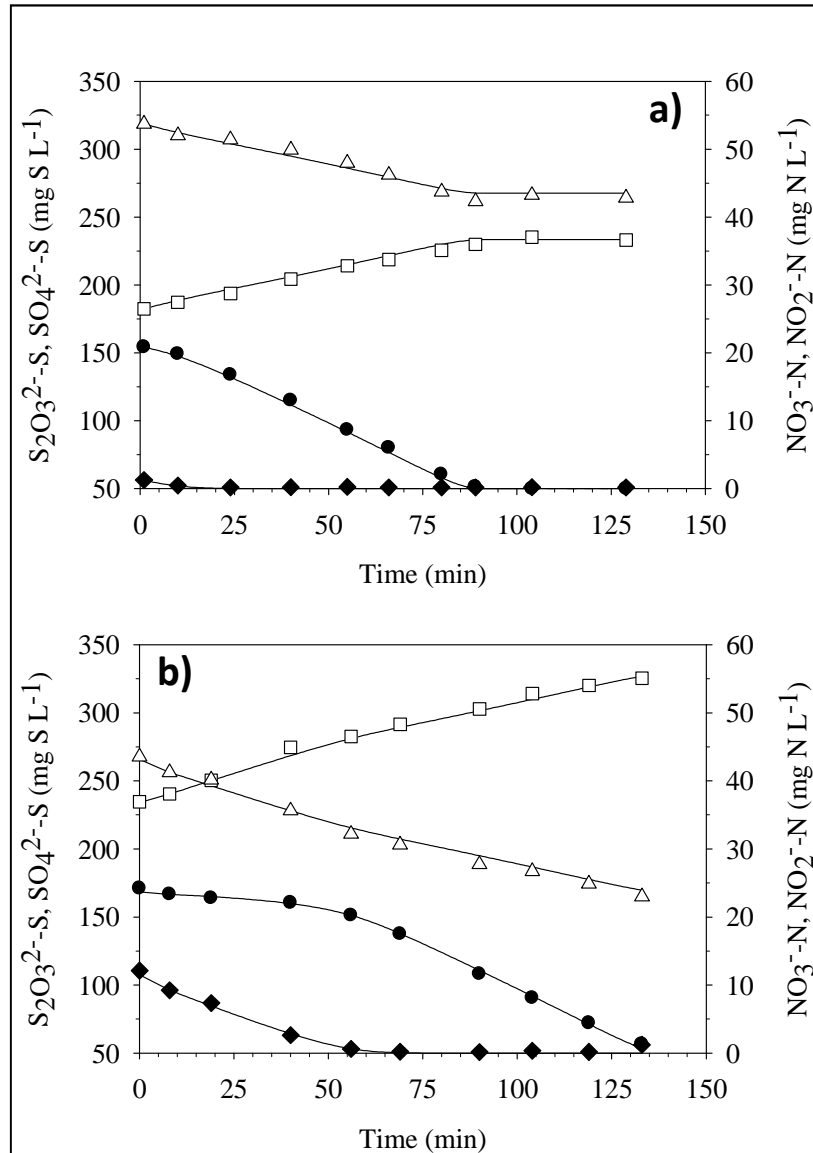 a)
350
300
250
200
150
100
50
60
50
40
30
20
10
0
0 25 50 75 100 125 150
Time (min)
S₂O₃²⁻-S, SO₄²⁻-S (mg S L⁻¹)
NO₃⁻-N, NO₂⁻-N (mg N L⁻¹)
b)
350
300
250
200
150
100
50
60
50
40
30
20
10
0
0 25 50 75 100 125 150
Time (min)
S₂O₃²⁻-S, SO₄²⁻-S (mg S L⁻¹)
NO₃⁻-N, NO₂⁻-N (mg N L⁻¹)